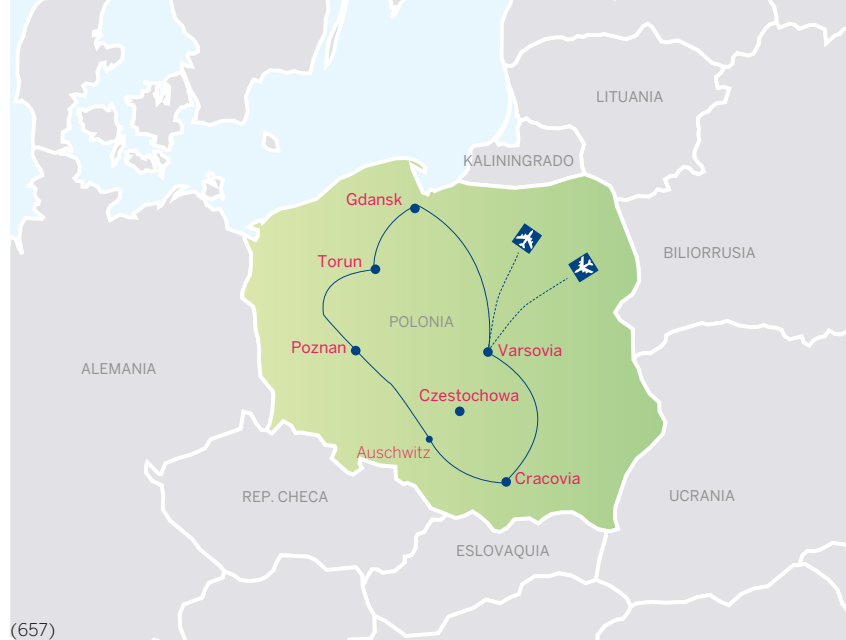 LITUANIA
KALININGRADO
Gdansk
BILIORRUSIA
Torun
POLONIA
Poznan
Varsovia
ALEMANIA
Czestochowa
Auschwitz
Cracovia
REP. CHECA
UCRANIA
ESLOVAQUIA
(657)